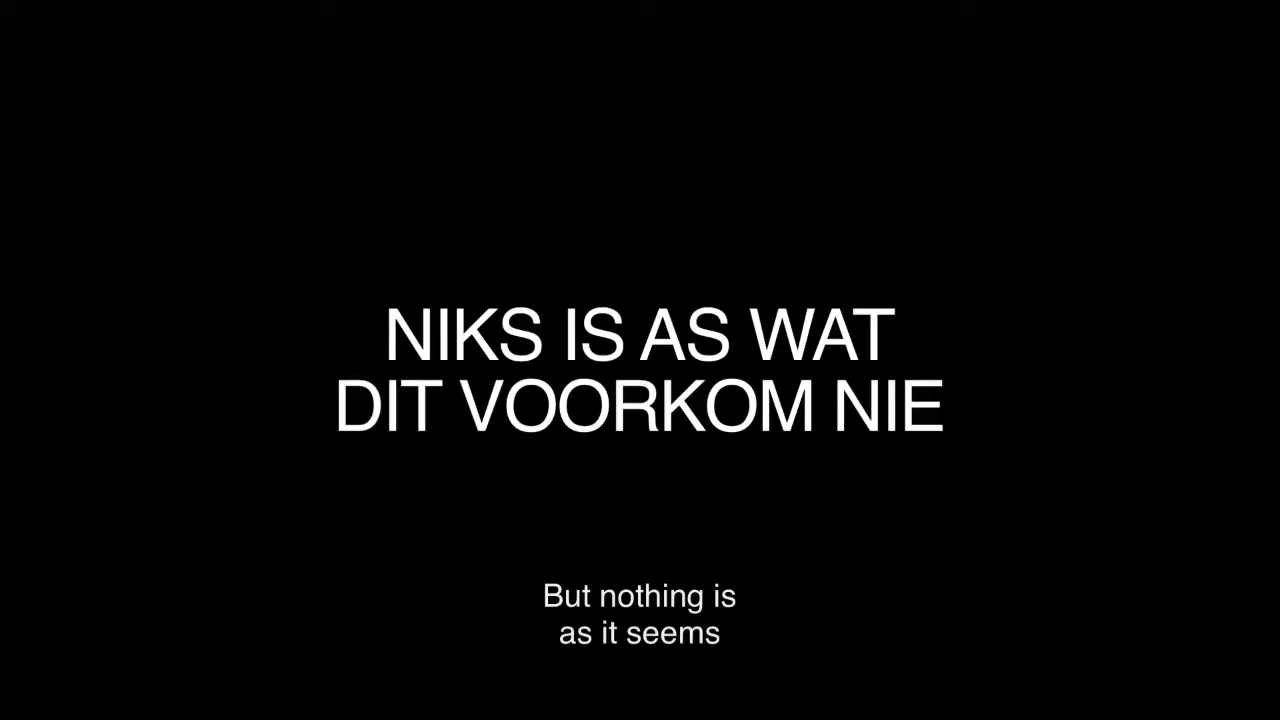 NIKS IS AS WAT
DIT VOORKOM NIE
But nothing is
as it seems